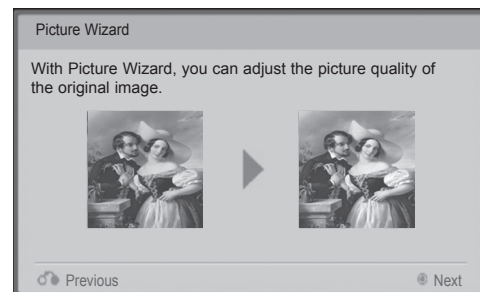 Picture Wizard
With Picture Wizard, you can adjust the picture quality of
the original image.
Previous
Next